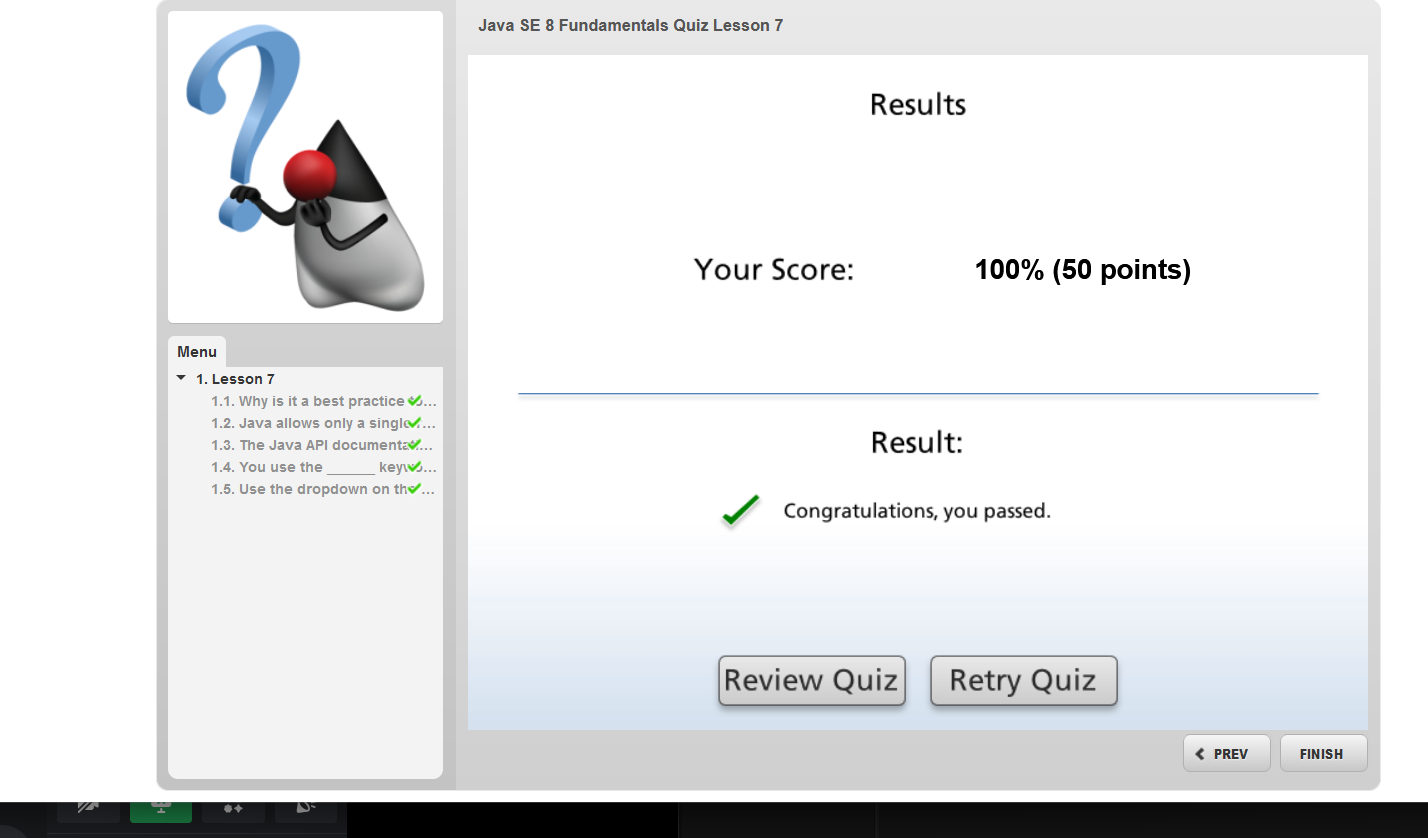 Java SE 8 Fundamentals Quiz Lesson 7
Results
Your Score: 100% (50 points)
Result:
Congratulations, you passed.
Review Quiz Retry Quiz
PREV FINISH
Menu
1. Lesson 7
1.1. Why is it a best practice ...
1.2. Java allows only a single ...
1.3. The Java API documenta...
1.4. You use the ______ keyw...
1.5. Use the dropdown on th...